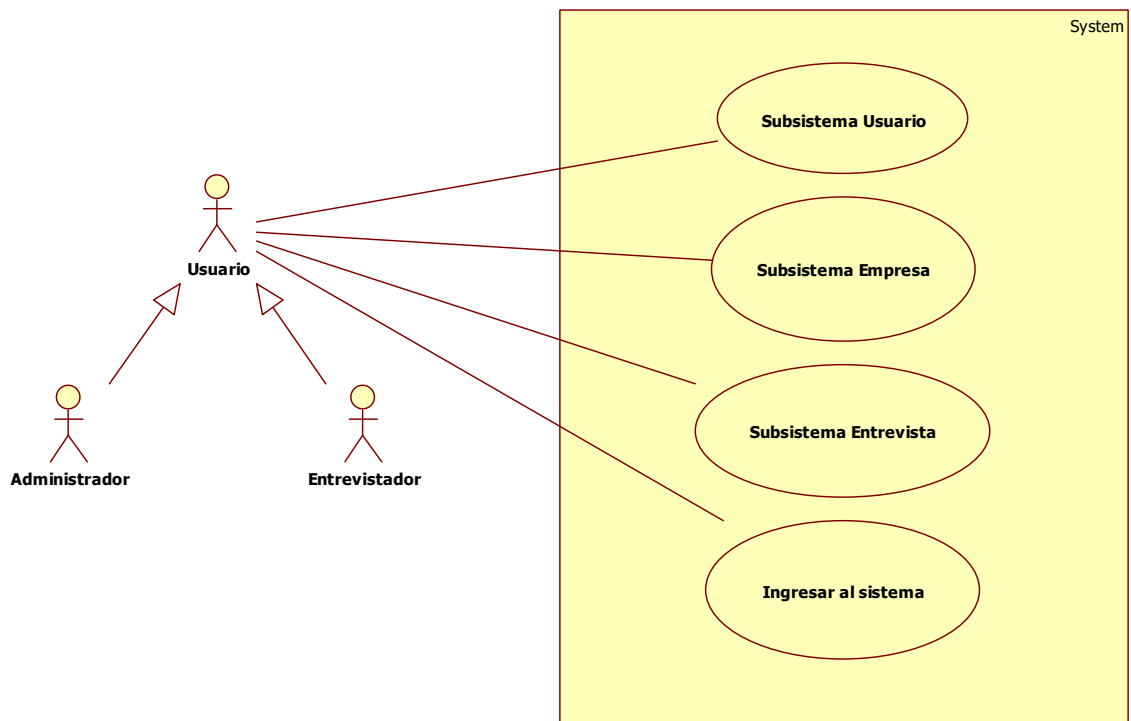 System
Subsistema Usuario
Usuario
Subsistema Empresa
Administrador
Entrevistador
Subsistema Entrevista
Ingresar al sistema